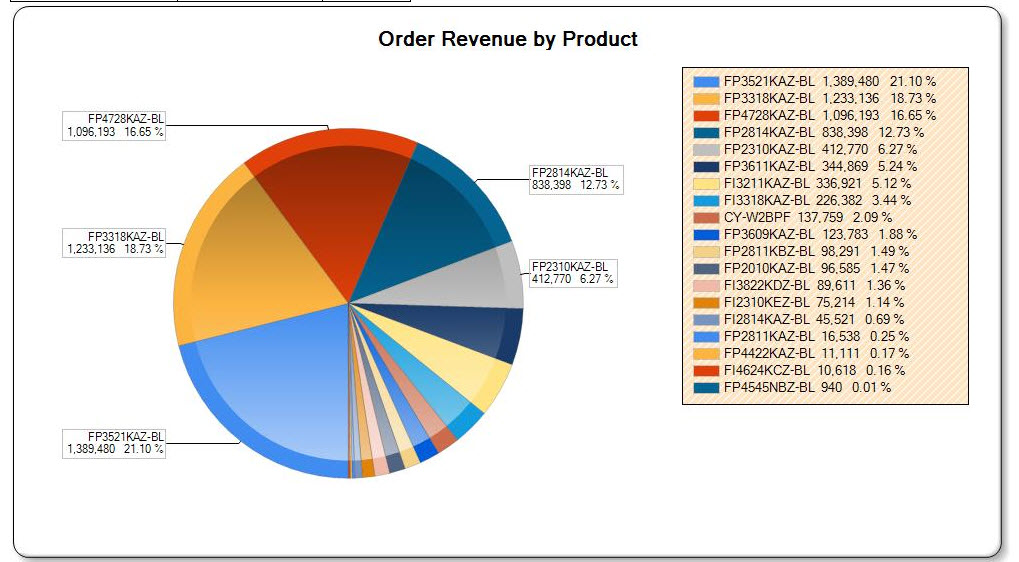 Order Revenue by Product
FP4728KAZ-BL
1,096,193 16.65 %
FP2814KAZ-BL
838,398 12.73 %
FP3318KAZ-BL
1,233,136 18.73 %
FP2310KAZ-BL
412,770 6.27 %
FP3521KAZ-BL
1,389,480 21.10 %
FP3521KAZ-BL 1,389,480 21.10 %
FP3318KAZ-BL 1,233,136 18.73 %
FP4728KAZ-BL 1,096,193 16.65 %
FP2814KAZ-BL 838,398 12.73 %
FP2310KAZ-BL 412,770 6.27 %
FP3611KAZ-BL 344,869 5.24 %
FI3211KAZ-BL 336,921 5.12 %
FI3318KAZ-BL 226,382 3.44 %
CY-W2BPF 137,759 2.09 %
FP3609KAZ-BL 123,783 1.88 %
FP2811KBZ-BL 98,291 1.49 %
FP2010KAZ-BL 96,585 1.47 %
FI3822KDZ-BL 89,611 1.36 %
FI2310KEZ-BL 75,214 1.14 %
FI2814KAZ-BL 45,521 0.69 %
FP2811KAZ-BL 16,538 0.25 %
FP4422KAZ-BL 11,111 0.17 %
FI4624KCZ-BL 10,618 0.16 %
FP4545NBZ-BL 940 0.01 %